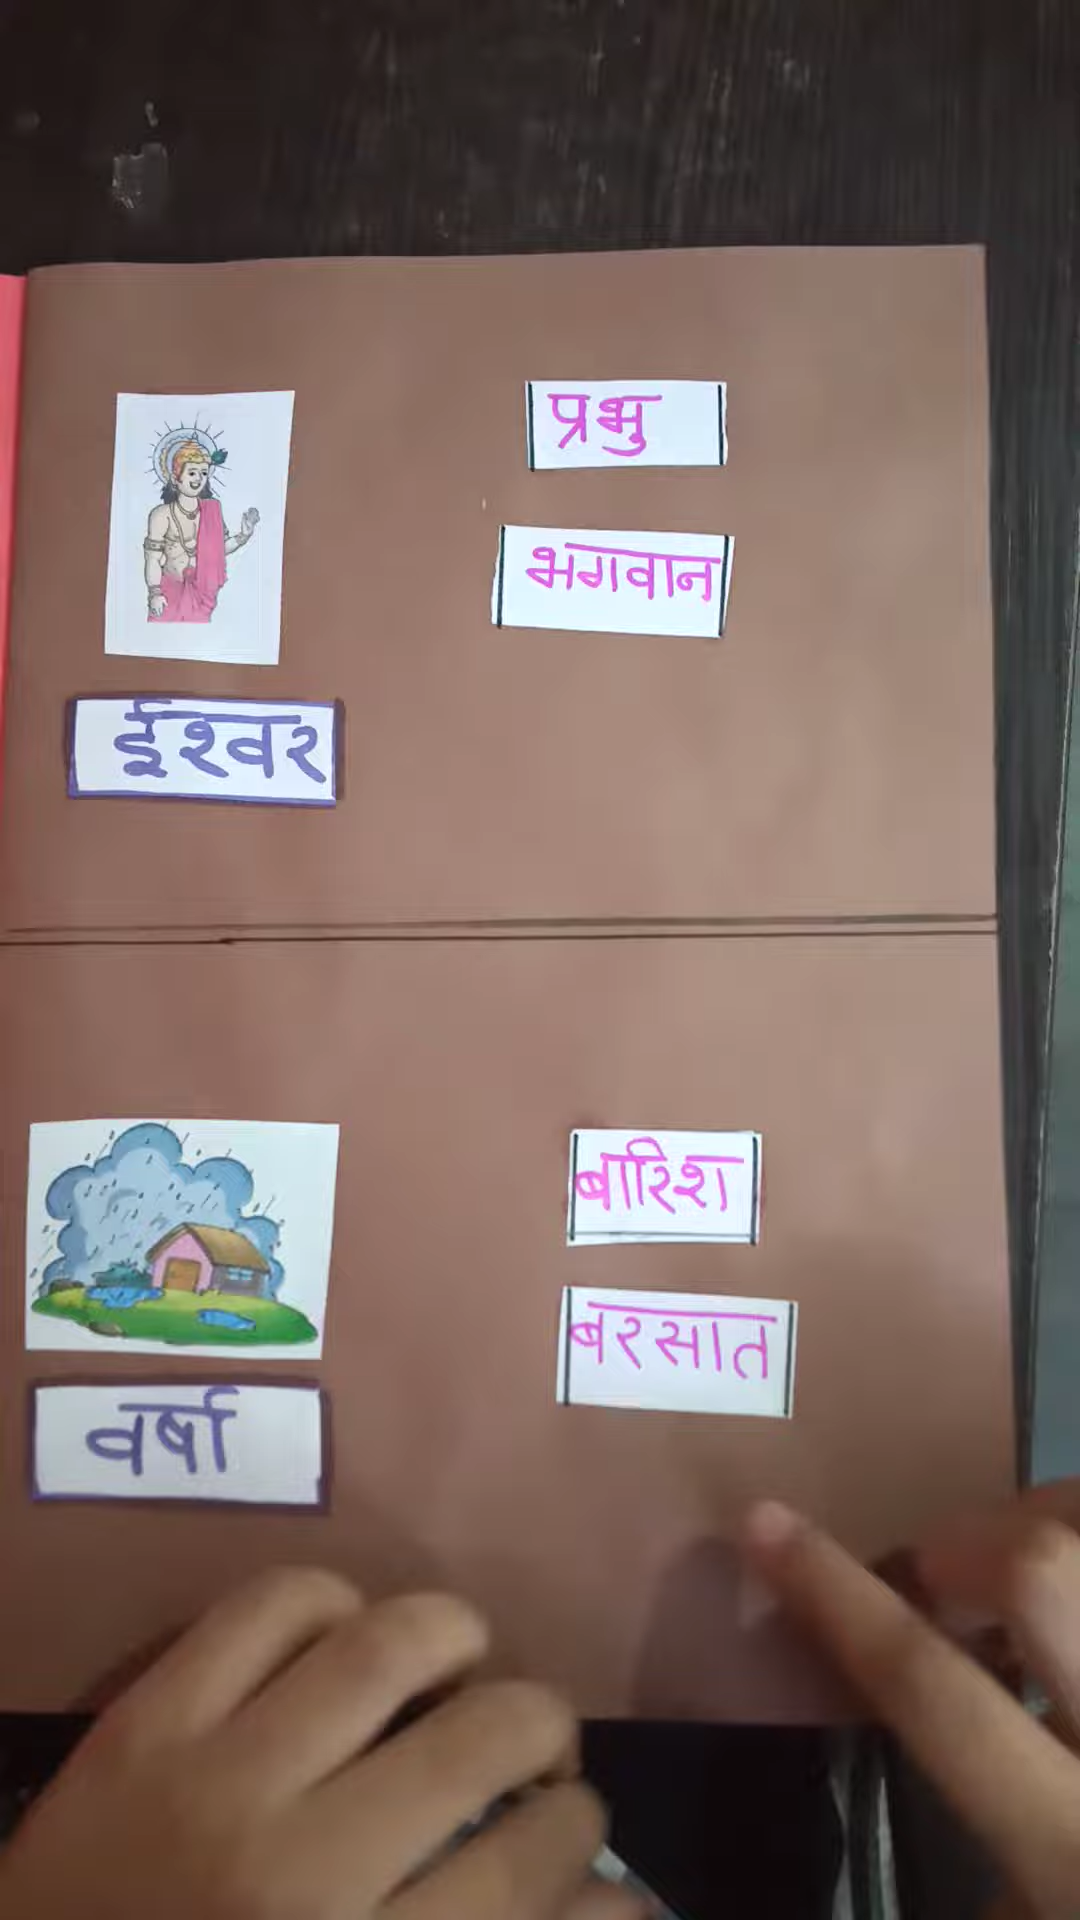 प्रभु
भगवान
ईश्वर
बारिश
बरसात
वर्षा